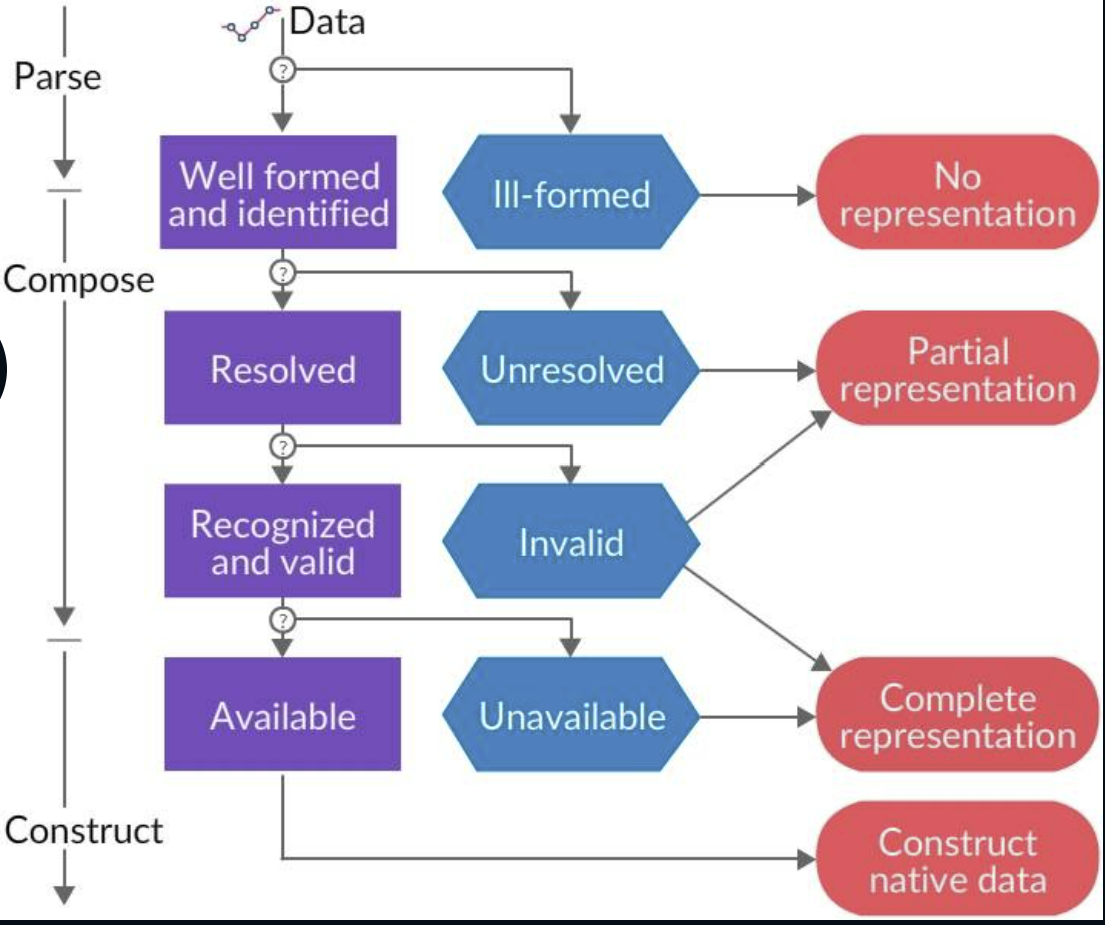 Data
Parse
?
Well formed
and identified
Ill-formed
No
representation
Compose
?
Resolved
Unresolved
Partial
representation
?
Recognized
and valid
Invalid
?
Available
Unavailable
Complete
representation
Construct
Construct
native data